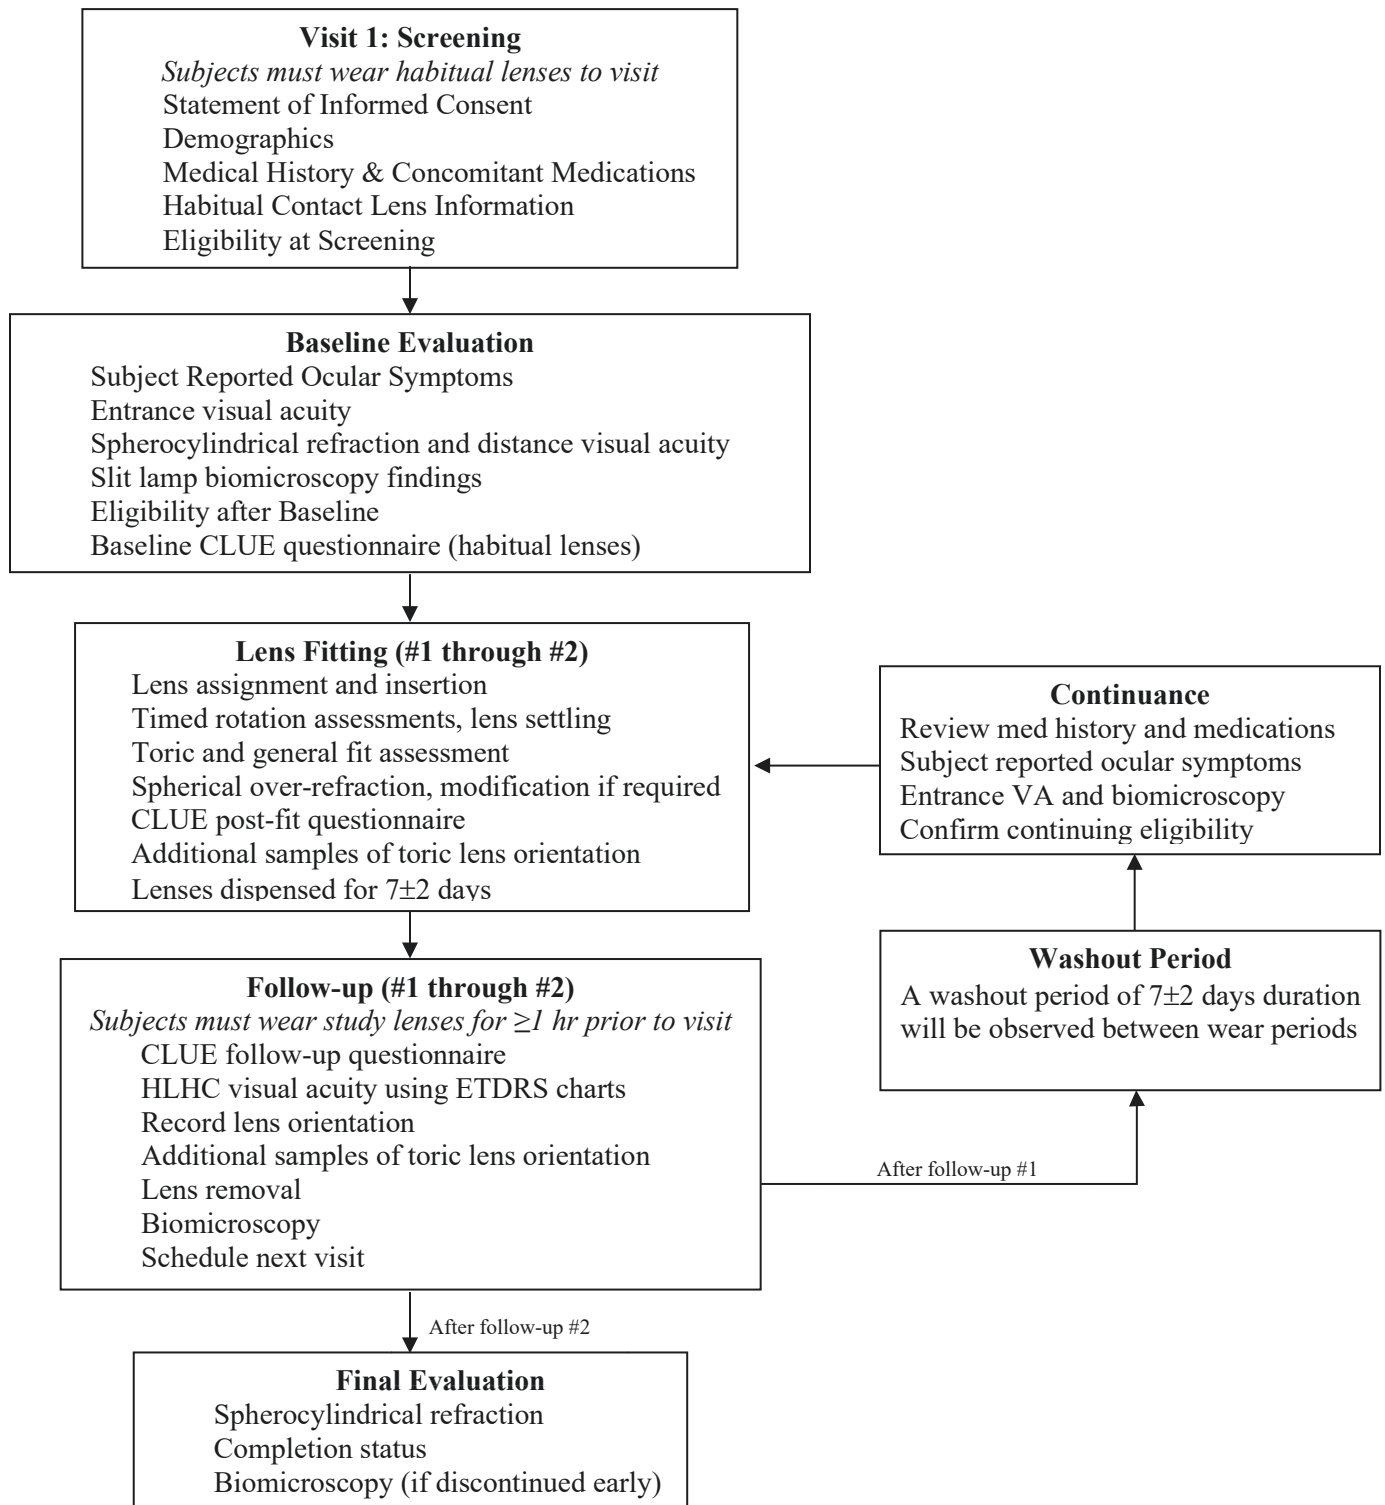 Visit 1: Screening
Subjects must wear habitual lenses to visit
Statement of Informed Consent
Demographics
Medical History & Concomitant Medications
Habitual Contact Lens Information
Eligibility at Screening
Baseline Evaluation
Subject Reported Ocular Symptoms
Entrance visual acuity
Spherocylindrical refraction and distance visual acuity
Slit lamp biomicroscopy findings
Eligibility after Baseline
Baseline CLUE questionnaire (habitual lenses)
Lens Fitting (#1 through #2)
Lens assignment and insertion
Timed rotation assessments, lens settling
Toric and general fit assessment
Spherical over-refraction, modification if required
CLUE post-fit questionnaire
Additional samples of toric lens orientation
Lenses dispensed for 7±2 days
Continuance
Review med history and medications
Subject reported ocular symptoms
Entrance VA and biomicroscopy
Confirm continuing eligibility
Washout Period
A washout period of 7±2 days duration
will be observed between wear periods
Follow-up (#1 through #2)
Subjects must wear study lenses for ≥1 hr prior to visit
CLUE follow-up questionnaire
HLHC visual acuity using ETDRS charts
Record lens orientation
Additional samples of toric lens orientation
Lens removal
Biomicroscopy
Schedule next visit
After follow-up #1
After follow-up #2
Final Evaluation
Spherocylindrical refraction
Completion status
Biomicroscopy (if discontinued early)